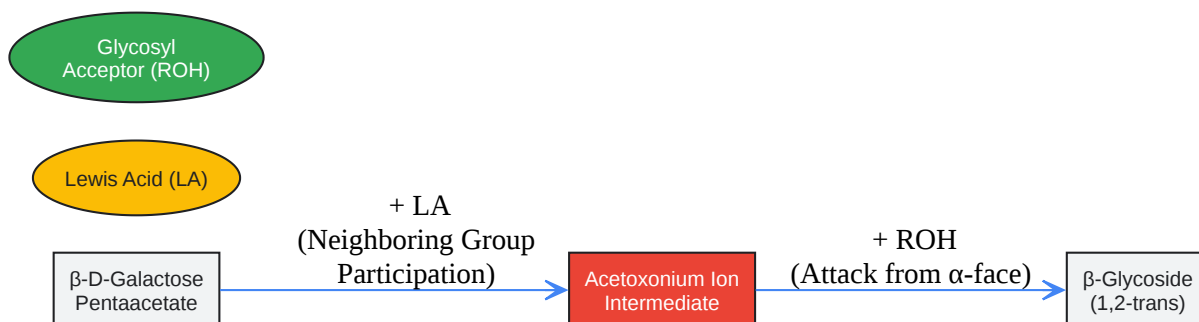 Glycosyl
Acceptor (ROH)
Lewis Acid (LA)
+ LA
(Neighboring Group
Participation)
+ ROH
(Attack from α-face)
β-D-Galactose
Pentaacetate
Acetoxonium Ion
Intermediate
β-Glycoside
(1,2-trans)